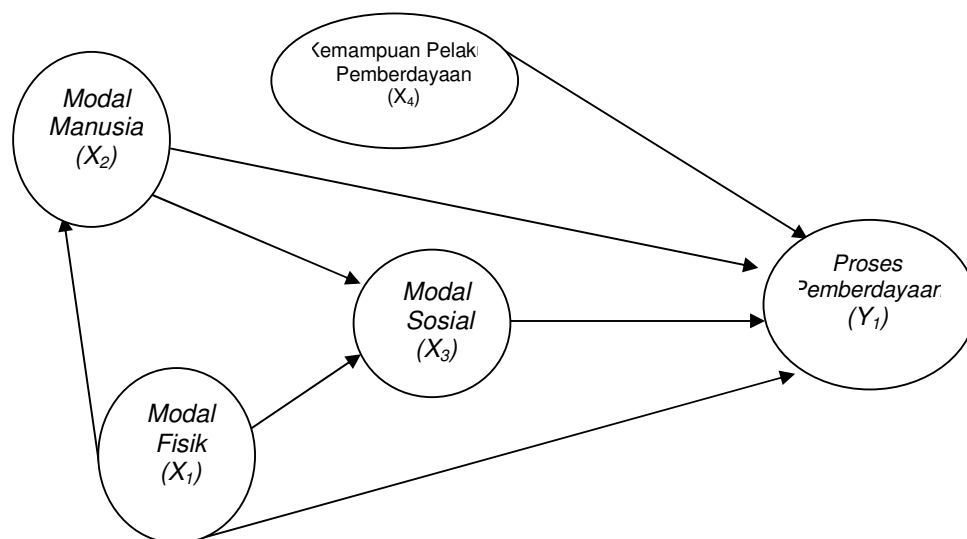 Kemampuan Pelaku
Pemberdayaan
(X₄)
Modal
Manusia
(X₂)
Modal
Sosial
(X₃)
Proses
Pemberdayaan
(Y₁)
Modal
Fisik
(X₁)